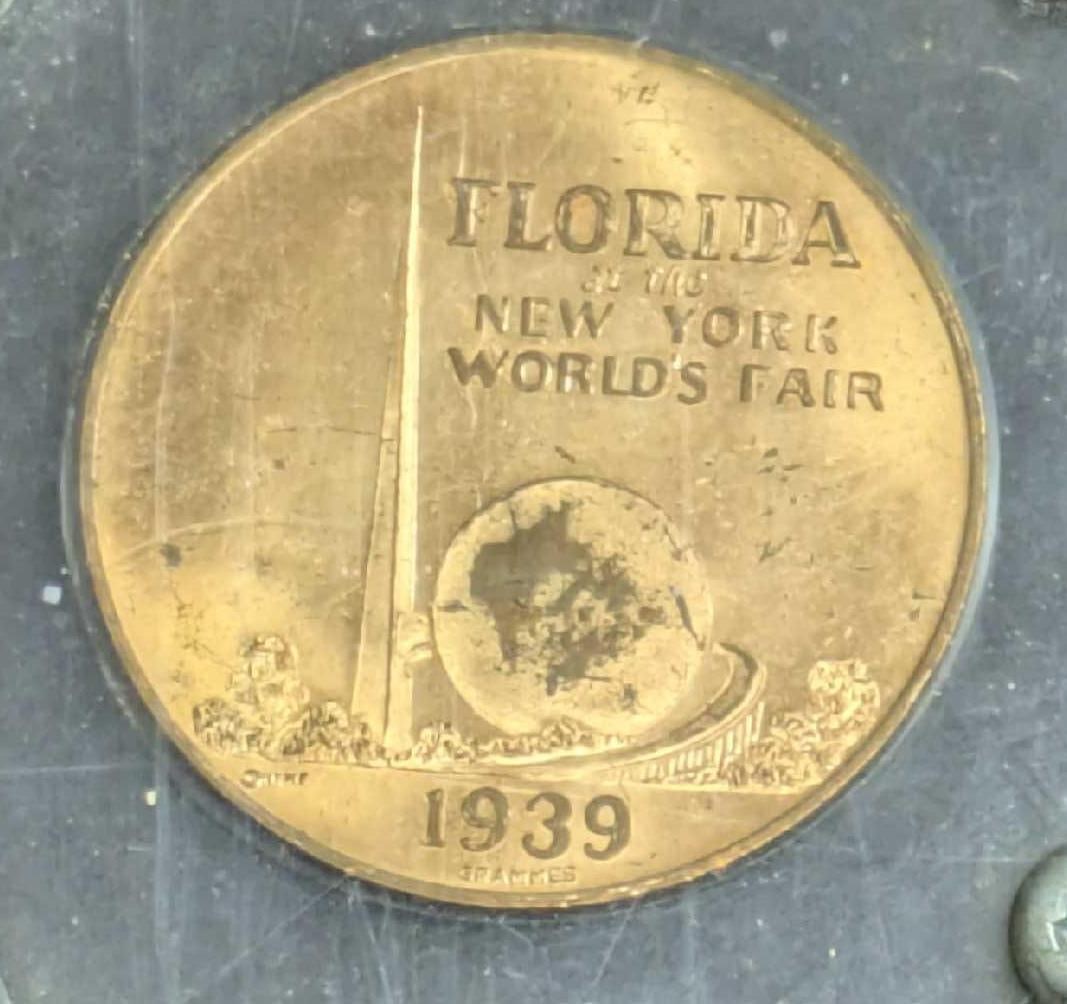 FLORIDA
at the
NEW YORK
WORLD'S FAIR
1939
GRAMMES